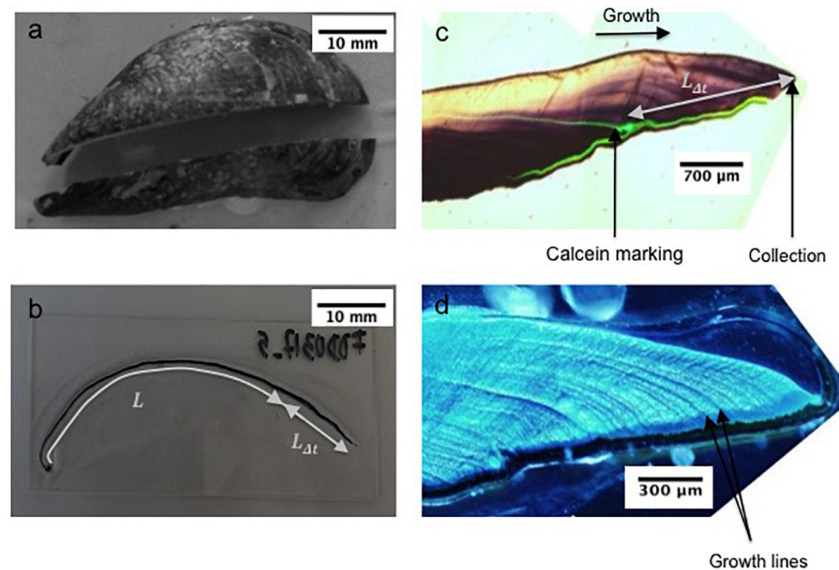 a
10 mm
b
10 mm
L
L_Δt
c
Growth
L_Δt
700 µm
Calcein marking
Collection
d
300 µm
Growth lines